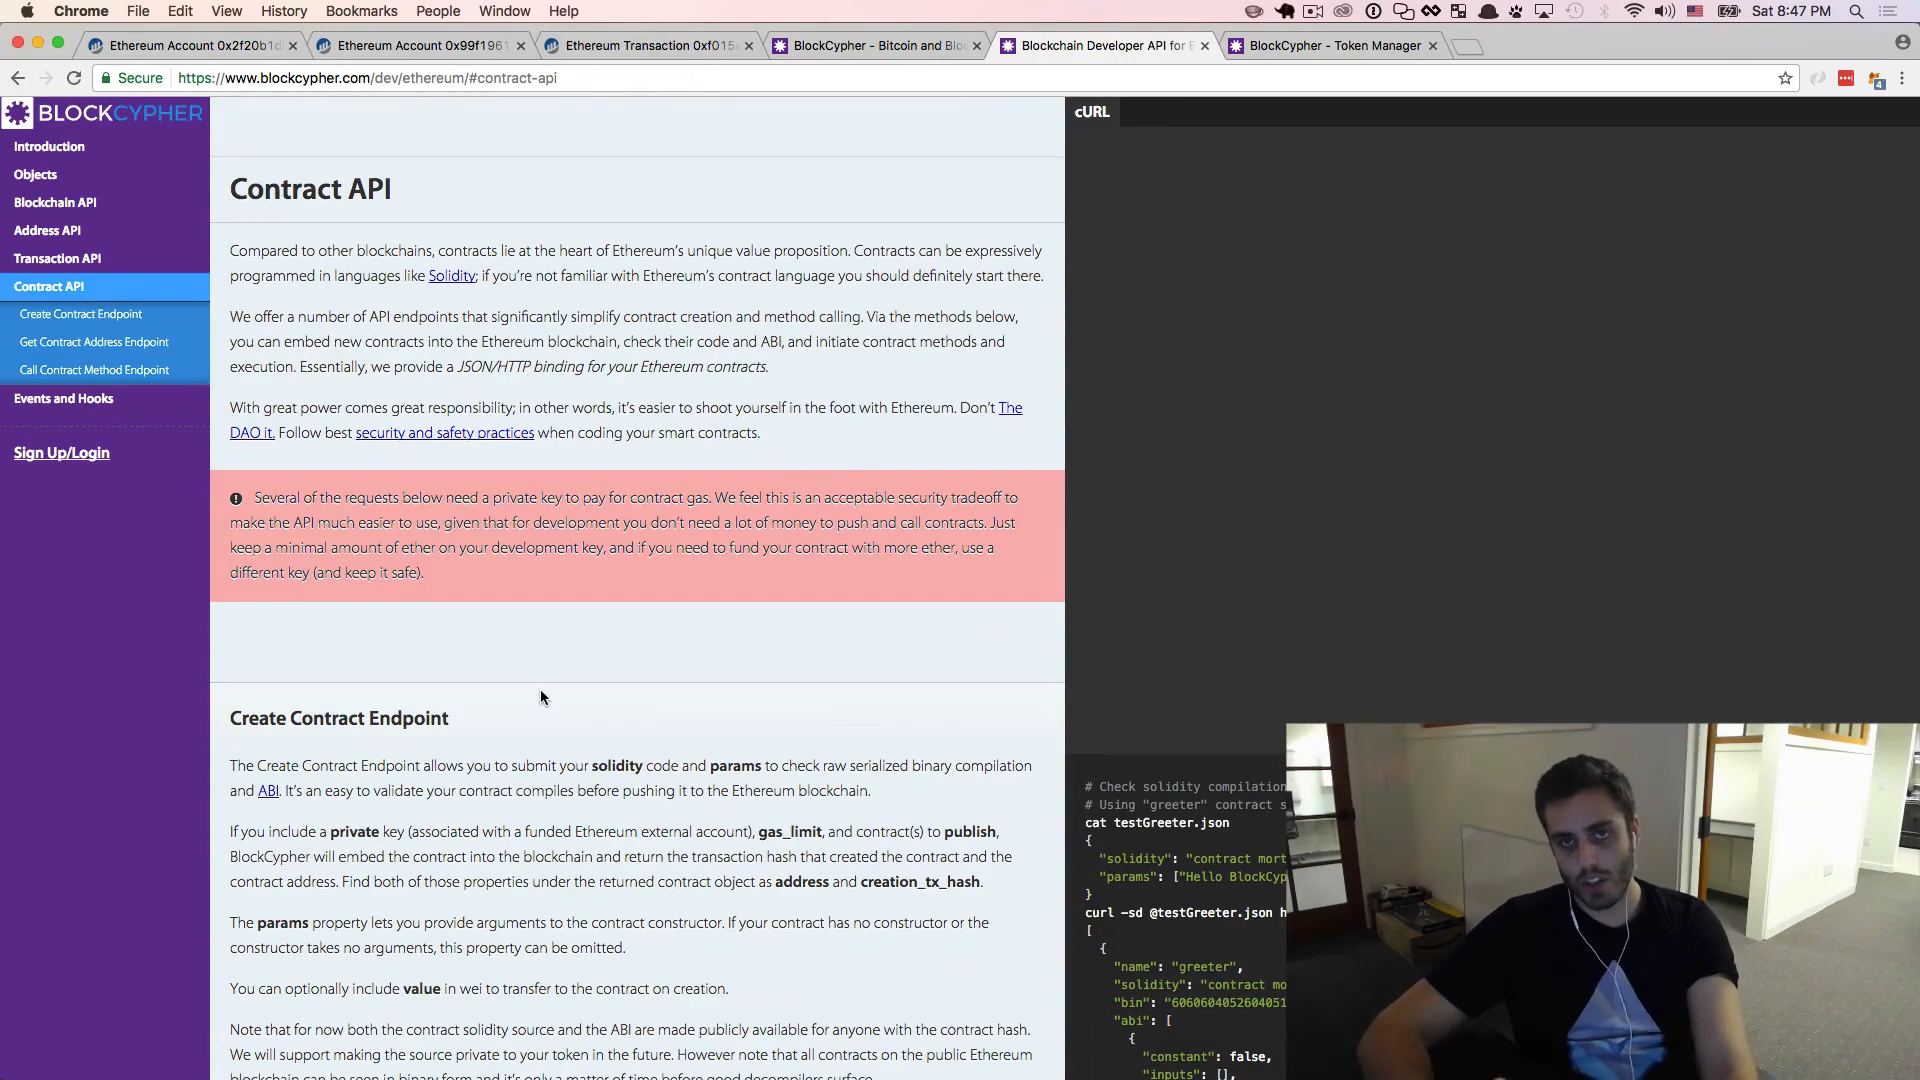 Chrome File Edit View History Bookmarks People Window Help Sat 8:47 PM
Ethereum Account 0x2f20b1d Ethereum Account 0x99f1961 Ethereum Transaction 0xf015a BlockCypher - Bitcoin and Blo Blockchain Developer API for E BlockCypher - Token Manager
Secure https://www.blockcypher.com/dev/ethereum/#contract-api
4
BLOCKCYPHER
Introduction
Objects
Blockchain API
Address API
Transaction API
Contract API
Create Contract Endpoint
Get Contract Address Endpoint
Call Contract Method Endpoint
Events and Hooks
Sign Up/Login
Contract API
Compared to other blockchains, contracts lie at the heart of Ethereum's unique value proposition. Contracts can be expressively
programmed in languages like Solidity; if you're not familiar with Ethereum's contract language you should definitely start there.
We offer a number of API endpoints that significantly simplify contract creation and method calling. Via the methods below,
you can embed new contracts into the Ethereum blockchain, check their code and ABI, and initiate contract methods and
execution. Essentially, we provide a JSON/HTTP binding for your Ethereum contracts.
With great power comes great responsibility; in other words, it's easier to shoot yourself in the foot with Ethereum. Don't The
DAO it. Follow best security and safety practices when coding your smart contracts.
Several of the requests below need a private key to pay for contract gas. We feel this is an acceptable security tradeoff to
make the API much easier to use, given that for development you don't need a lot of money to push and call contracts. Just
keep a minimal amount of ether on your development key, and if you need to fund your contract with more ether, use a
different key (and keep it safe).
Create Contract Endpoint
The Create Contract Endpoint allows you to submit your solidity code and params to check raw serialized binary compilation
and ABI. It's an easy to validate your contract compiles before pushing it to the Ethereum blockchain.
If you include a private key (associated with a funded Ethereum external account), gas_limit, and contract(s) to publish,
BlockCypher will embed the contract into the blockchain and return the transaction hash that created the contract and the
contract address. Find both of those properties under the returned contract object as address and creation_tx_hash.
The params property lets you provide arguments to the contract constructor. If your contract has no constructor or the
constructor takes no arguments, this property can be omitted.
You can optionally include value in wei to transfer to the contract on creation.
Note that for now both the contract solidity source and the ABI are made publicly available for anyone with the contract hash.
We will support making the source private to your token in the future. However note that all contracts on the public Ethereum
blockchain can be seen in binary form and it's only a matter of time before good decompilers surface.
cURL
# Check solidity compilation
# Using "greeter" contract s
cat testGreeter.json
{
"solidity": "contract mort
"params": ["Hello BlockCyp
}
curl -sd @testGreeter.json h
[
{
"name": "greeter",
"solidity": "contract mo
"bin": "6060604052604051
"abi": [
{
"constant": false,
"inputs": [],